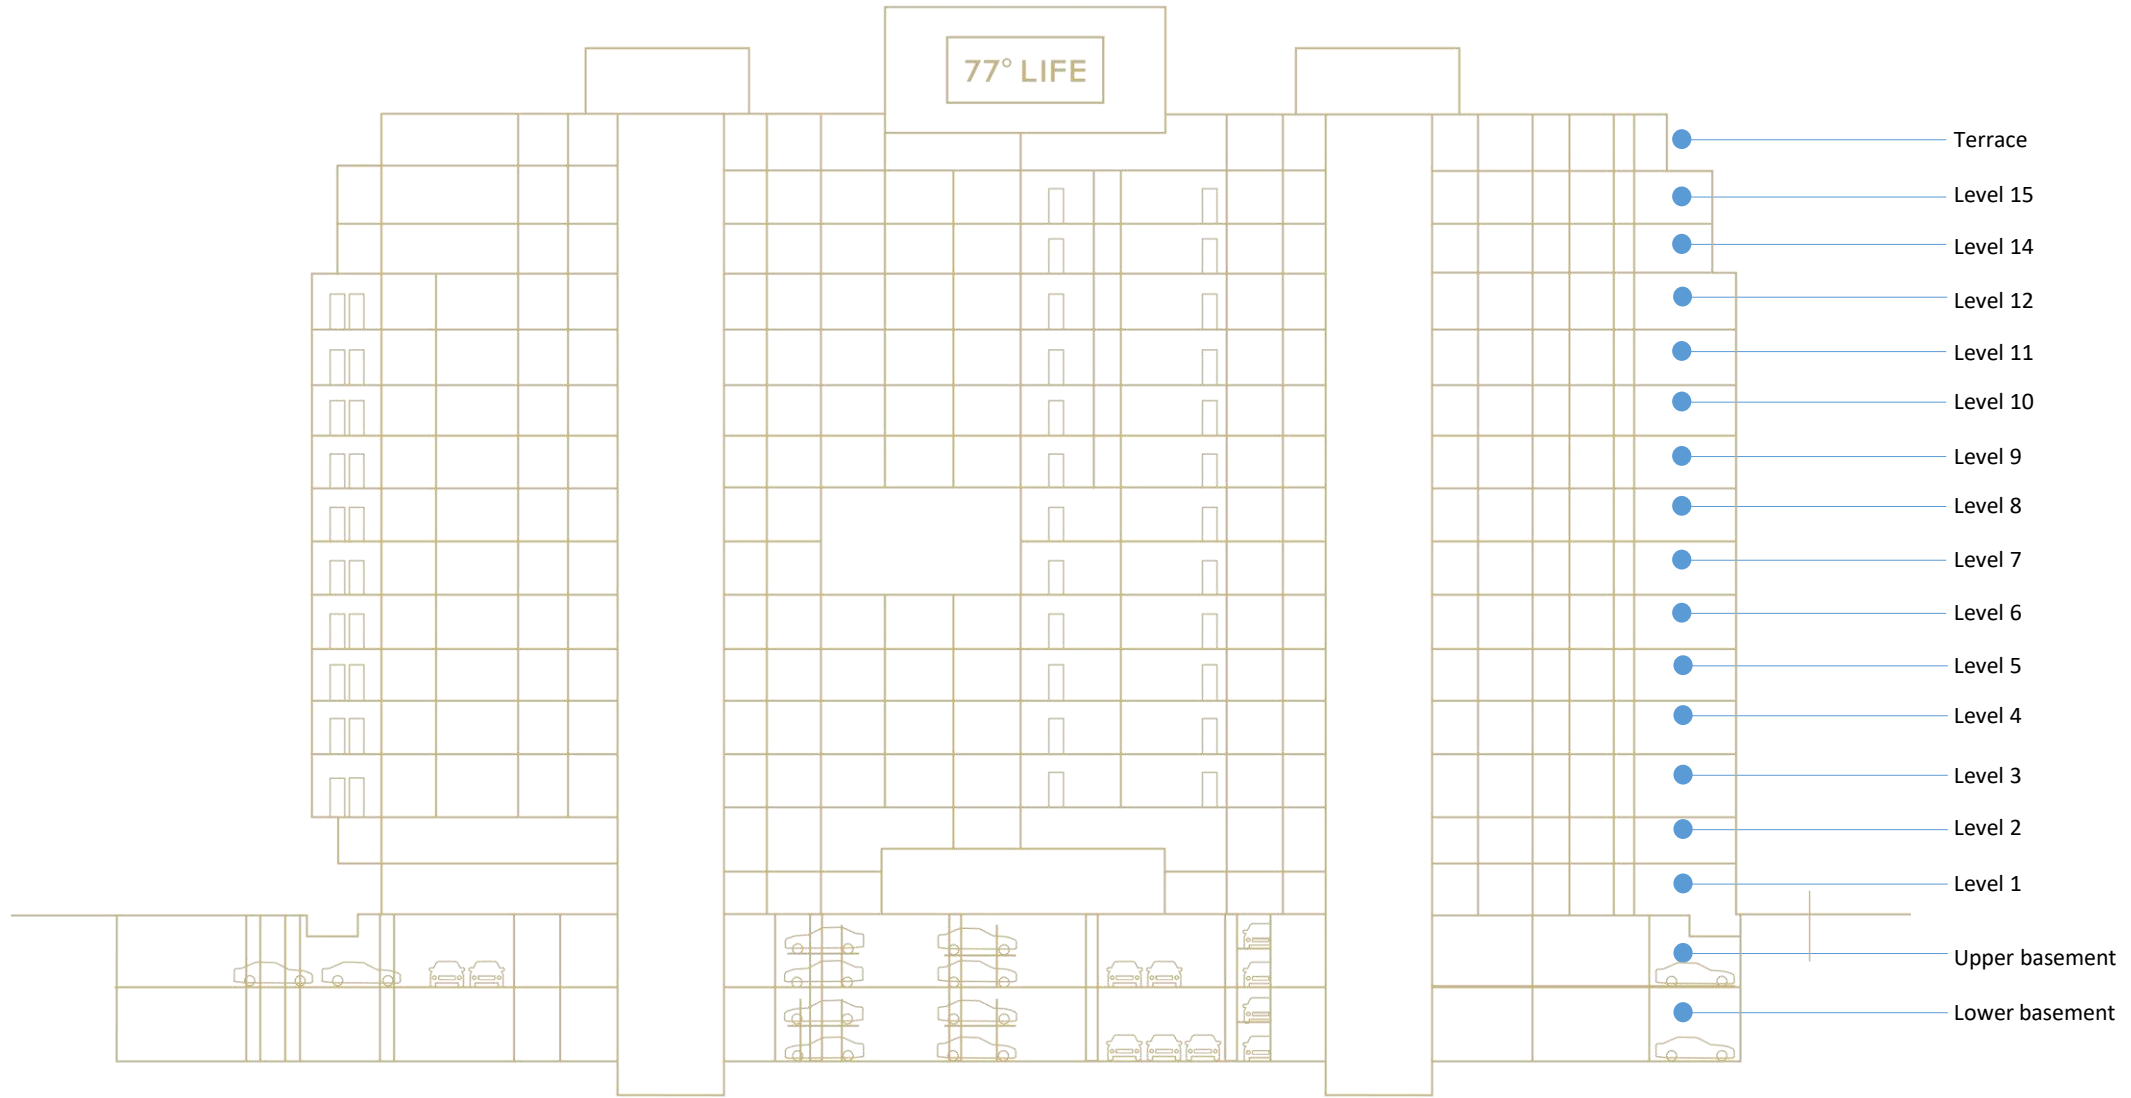 77° LIFE
Terrace
Level 15
Level 14
Level 12
Level 11
Level 10
Level 9
Level 8
Level 7
Level 6
Level 5
Level 4
Level 3
Level 2
Level 1
Upper basement
Lower basement